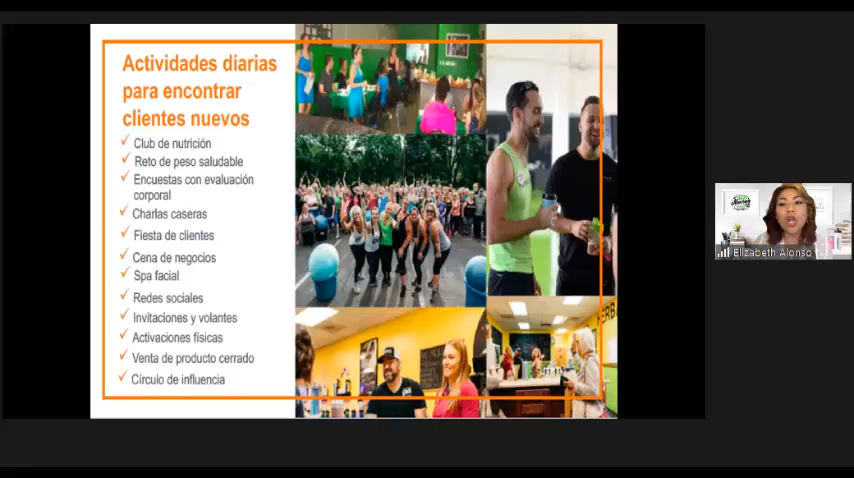 Actividades diarias
para encontrar
clientes nuevos
✓ Club de nutrición
✓ Reto de peso saludable
✓ Encuestas con evaluación
corporal
✓ Charlas caseras
✓ Fiesta de clientes
✓ Cena de negocios
✓ Spa facial
✓ Redes sociales
✓ Invitaciones y volantes
✓ Activaciones físicas
✓ Venta de producto cerrado
✓ Círculo de influencia
HERB
Elizabeth Alonso